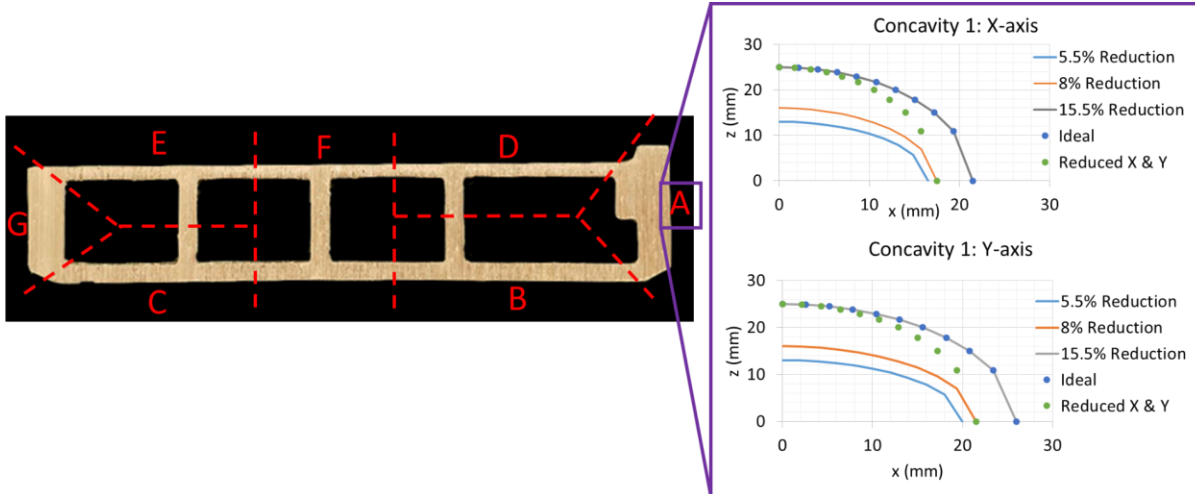 E
F
D
G
A
C
B
Concavity 1: X-axis
30
20
10
0
z (mm)
0
10
20
30
x (mm)
5.5% Reduction
8% Reduction
15.5% Reduction
Ideal
Reduced X & Y
Concavity 1: Y-axis
30
20
10
0
z (mm)
0
10
20
30
x (mm)
5.5% Reduction
8% Reduction
15.5% Reduction
Ideal
Reduced X & Y